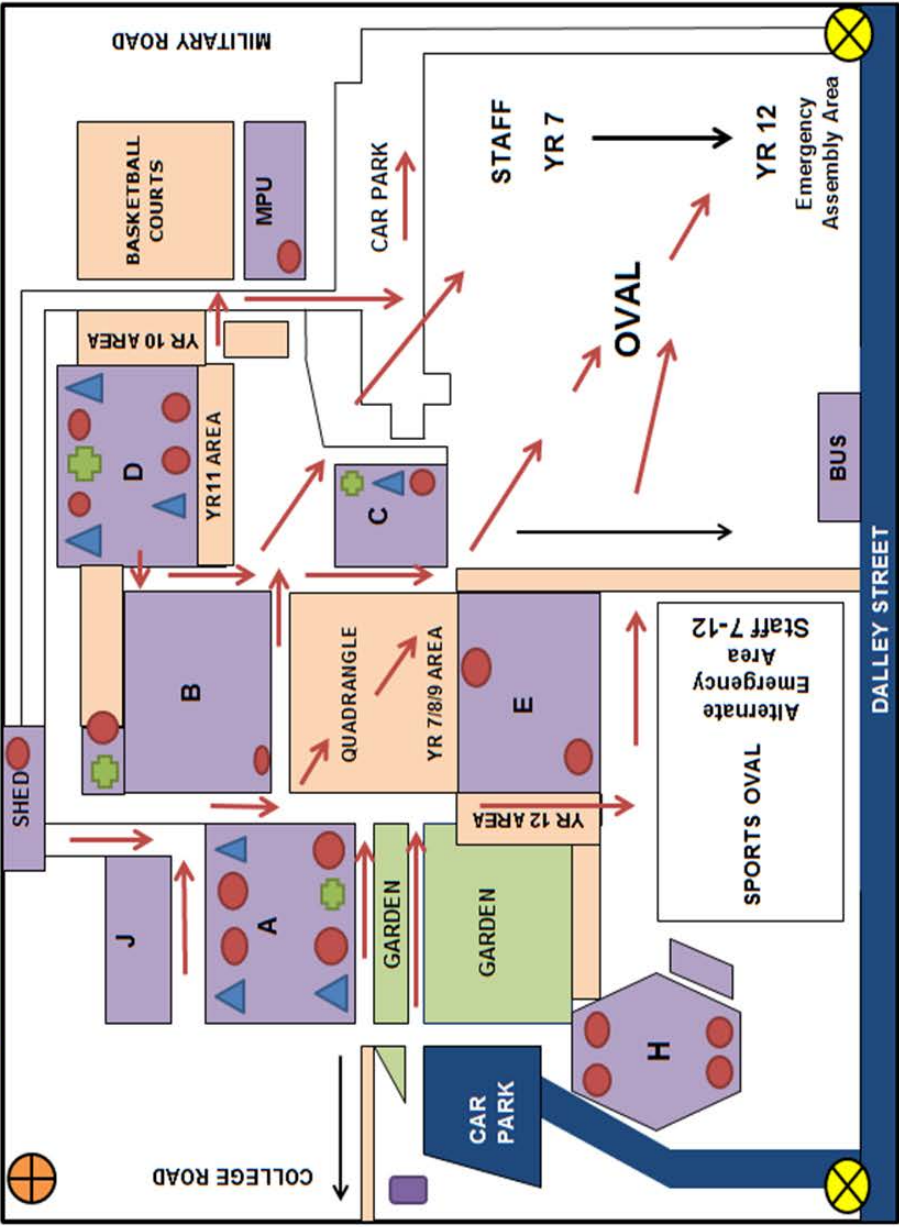 MILITARY ROAD
BASKETBALL
COURTS
MPU
CAR PARK
STAFF
YR 7
YR 12
Emergency
Assembly Area
YR 10 AREA
D
YR11 AREA
OVAL
C
BUS
B
QUADRANGLE
YR 7/8/9 AREA
E
Alternate
Emergency
Area
Staff 7-12
DALLEY STREET
SHED
YR 12 AREA
SPORTS OVAL
J
A
GARDEN
GARDEN
H
CAR
PARK
COLLEGE ROAD